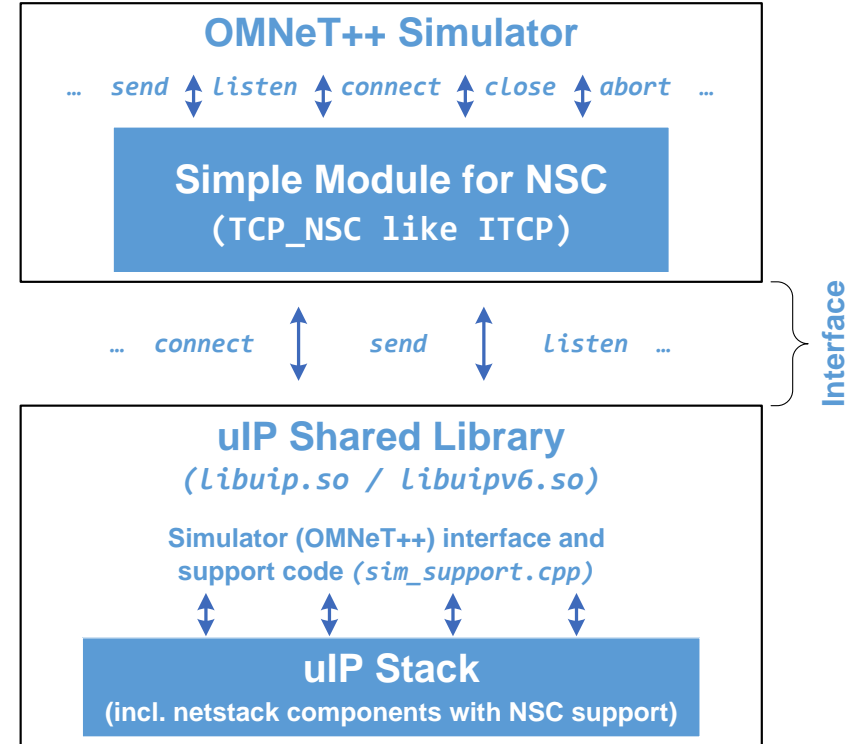 OMNeT++ Simulator
… send listen connect close abort …
Simple Module for NSC
(TCP_NSC like ITCP)
Interface
… connect send listen …
uIP Shared Library
(libuip.so / libuipv6.so)
Simulator (OMNeT++) interface and
support code (sim_support.cpp)
uIP Stack
(incl. netstack components with NSC support)